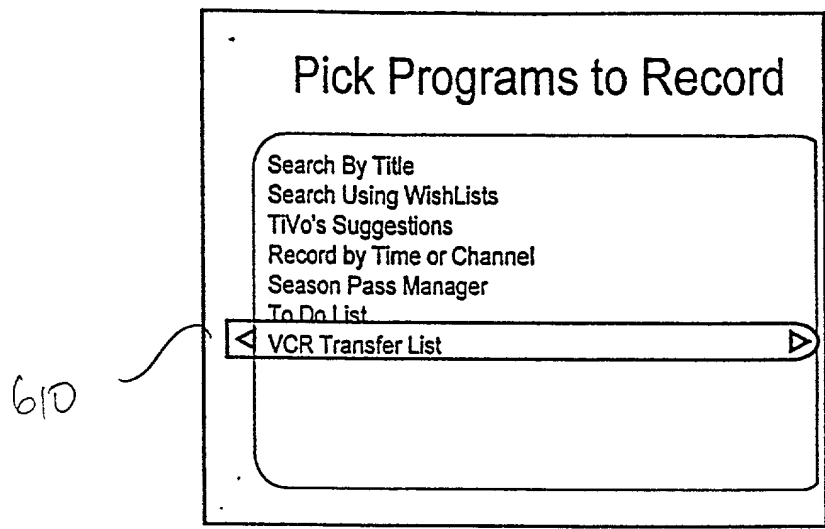 Pick Programs to Record
Search By Title
Search Using WishLists
TiVo's Suggestions
Record by Time or Channel
Season Pass Manager
To Do List
VCR Transfer List
610